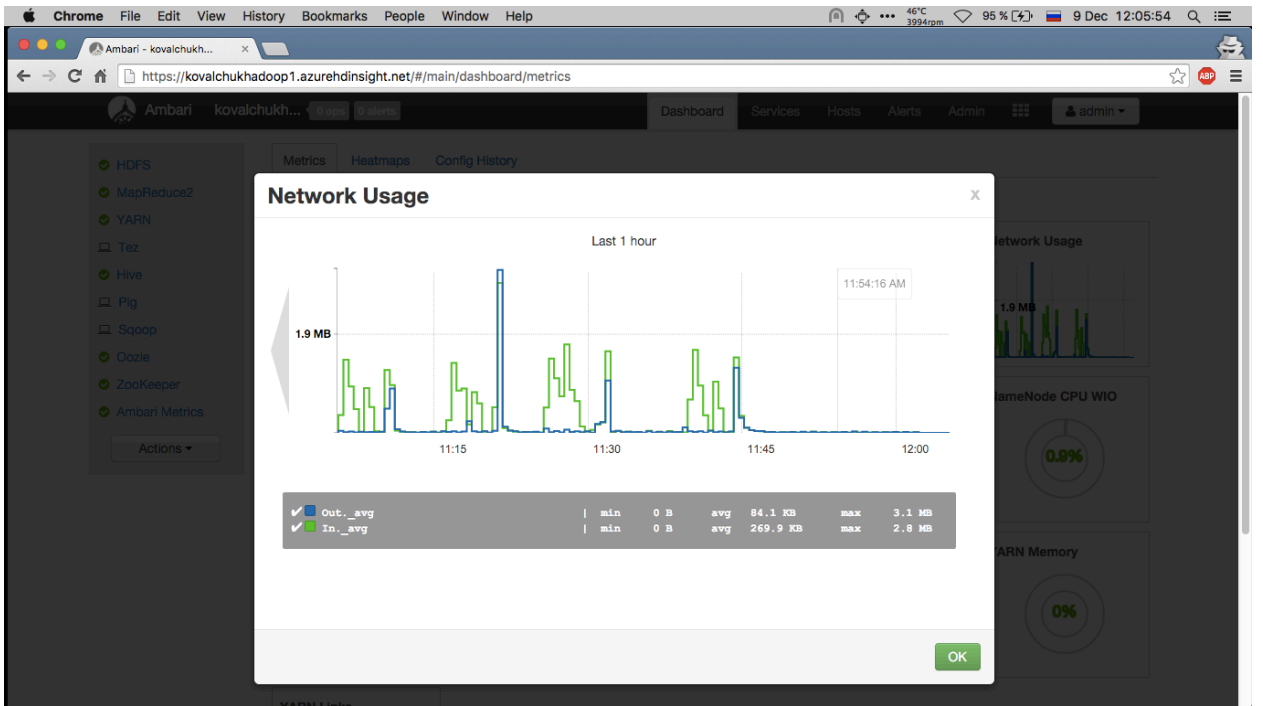 Chrome File Edit View History Bookmarks People Window Help 46°C 3994rpm 95 % 9 Dec 12:05:54
Ambari - kovalchukh... ×
https://kovalchukhadoop1.azurehdinsight.net/#/main/dashboard/metrics ABP
Ambari kovalchukh... 0 ops 0 alerts Dashboard Services Hosts Alerts Admin admin
HDFS
MapReduce2
YARN
Tez
Hive
Pig
Sqoop
Oozie
ZooKeeper
Ambari Metrics
Actions
Metrics Heatmaps Config History
Network Usage x
Last 1 hour
11:54:16 AM
1.9 MB
11:15 11:30 11:45 12:00
Out._avg | min 0 B avg 84.1 KB max 3.1 MB
In._avg | min 0 B avg 269.9 KB max 2.8 MB
OK
Network Usage
1.9 MB
NameNode CPU WIO
0.9%
YARN Memory
0%
YARN Links